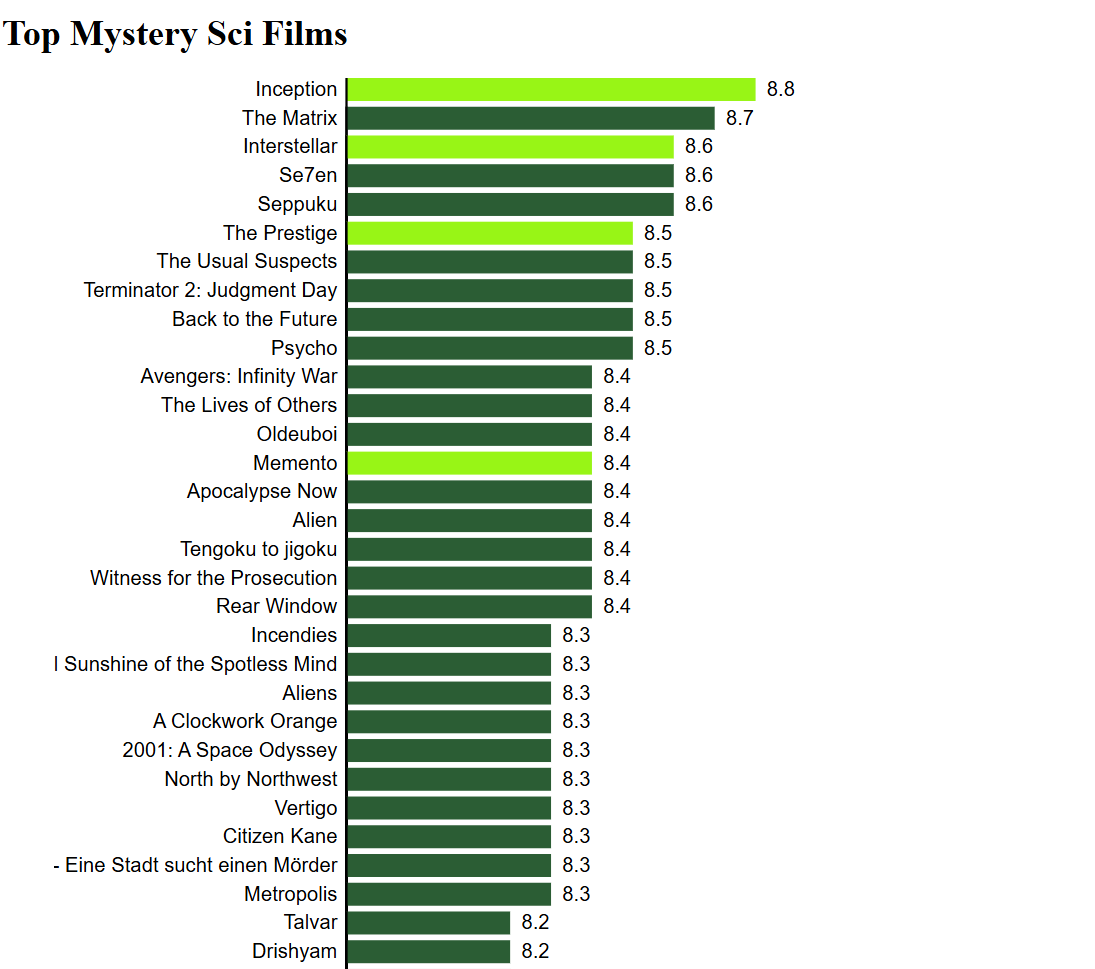 Top Mystery Sci Films
Inception 8.8
The Matrix 8.7
Interstellar 8.6
Se7en 8.6
Seppuku 8.6
The Prestige 8.5
The Usual Suspects 8.5
Terminator 2: Judgment Day 8.5
Back to the Future 8.5
Psycho 8.5
Avengers: Infinity War 8.4
The Lives of Others 8.4
Oldeuboi 8.4
Memento 8.4
Apocalypse Now 8.4
Alien 8.4
Tengoku to jigoku 8.4
Witness for the Prosecution 8.4
Rear Window 8.4
Incendies 8.3
l Sunshine of the Spotless Mind 8.3
Aliens 8.3
A Clockwork Orange 8.3
2001: A Space Odyssey 8.3
North by Northwest 8.3
Vertigo 8.3
Citizen Kane 8.3
- Eine Stadt sucht einen Mörder 8.3
Metropolis 8.3
Talvar 8.2
Drishyam 8.2